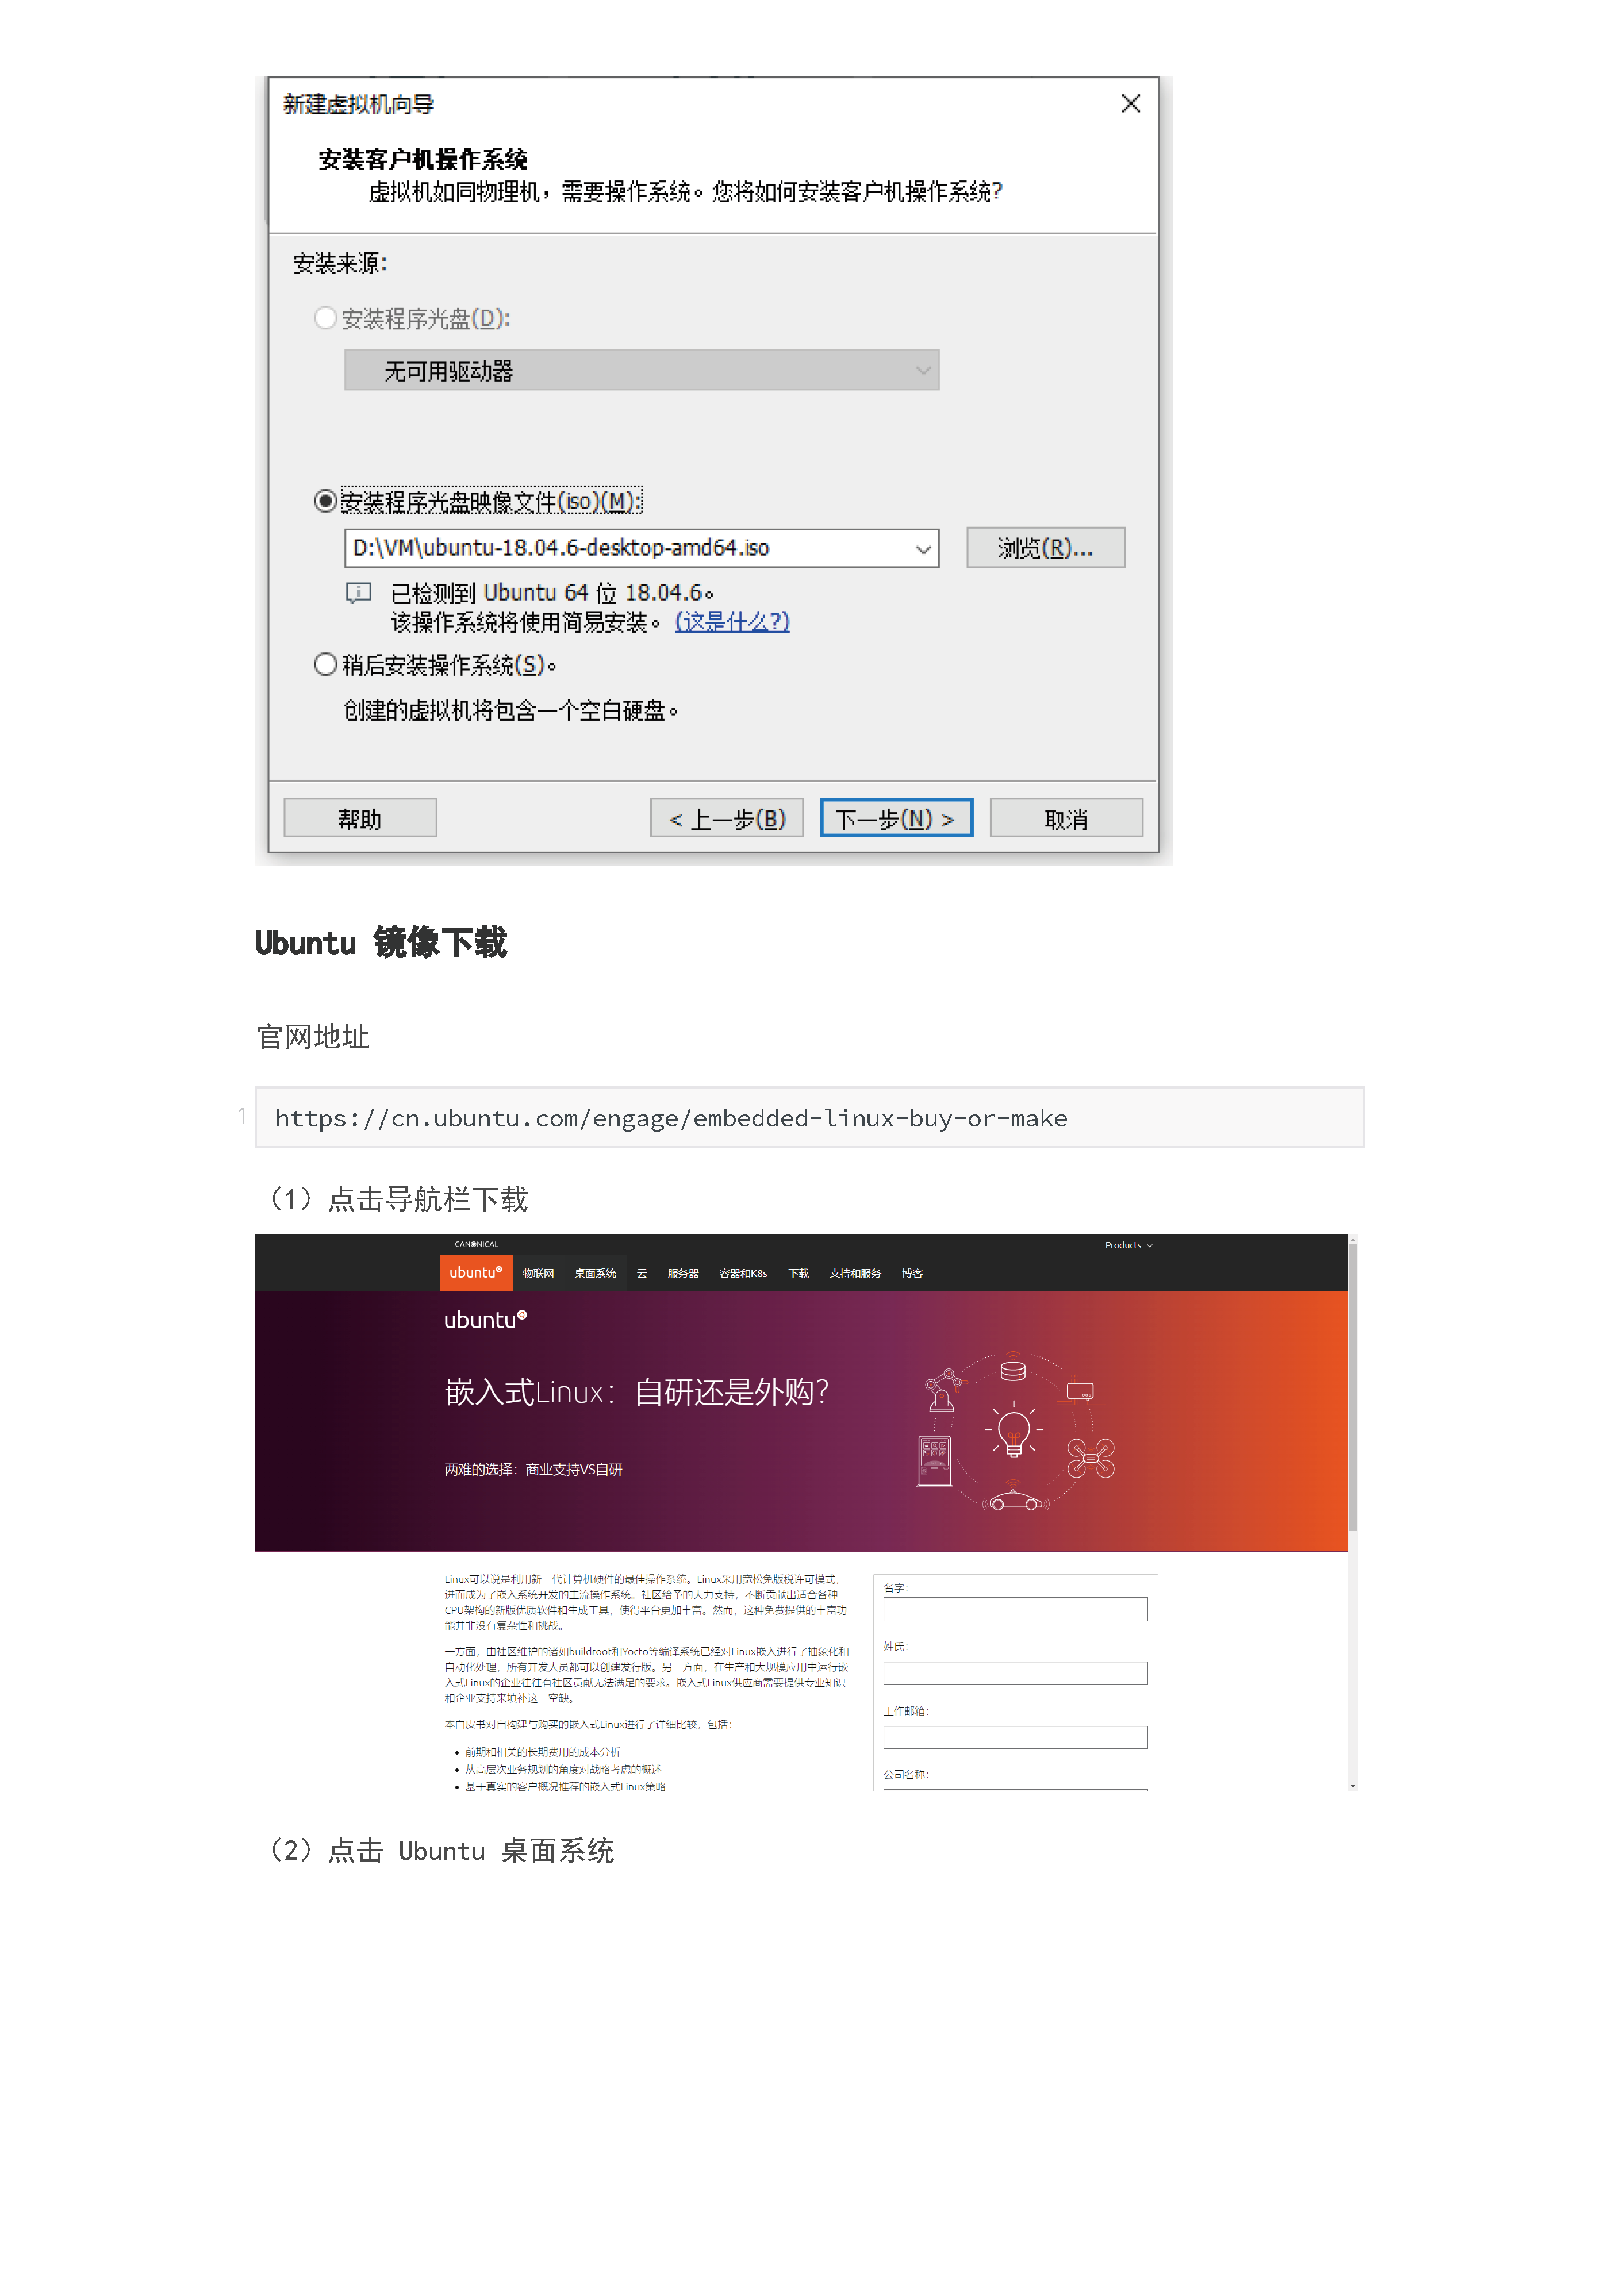 新建虚拟机向导
安装客户机操作系统
虚拟机如同物理机，需要操作系统。您将如何安装客户机操作系统?
安装来源:
安装程序光盘(D):
无可用驱动器
安装程序光盘映像文件(iso)(M):
D:\VM\ubuntu-18.04.6-desktop-amd64.iso
浏览(R)...
已检测到 Ubuntu 64 位 18.04.6。
该操作系统将使用简易安装。 (这是什么?)
稍后安装操作系统(S)。
创建的虚拟机将包含一个空白硬盘。
帮助
< 上一步(B)
下一步(N) >
取消
Ubuntu 镜像下载
官网地址
1
https://cn.ubuntu.com/engage/embedded-linux-buy-or-make
（1）点击导航栏下载
CANONICAL
Products
ubuntu 物联网 桌面系统 云 服务器 容器和K8s 下载 支持和服务 博客
ubuntu
嵌入式Linux：自研还是外购？
两难的选择：商业支持VS自研
Linux可以说是利用新一代计算机硬件的最佳操作系统。Linux采用宽松免版税许可模式，
进而成为了嵌入系统开发的主流操作系统。社区给予的大力支持，不断贡献出适合各种
CPU架构的新版优质软件和生成工具，使得平台更加丰富。然而，这种免费提供的丰富功
能并非没有复杂性和挑战。
一方面，由社区维护的诸如buildroot和Yocto等编译系统已经对Linux嵌入进行了抽象化和
自动化处理，所有开发人员都可以创建发行版。另一方面，在生产和大规模应用中运行嵌
入式Linux的企业往往有社区贡献无法满足的要求。嵌入式Linux供应商需要提供专业知识
和企业支持来填补这一空缺。
本白皮书对自构建与购买的嵌入式Linux进行了详细比较，包括：
• 前期和相关的长期费用的成本分析
• 从高层次业务规划的角度对战略考虑的概述
• 基于真实的客户概况推荐的嵌入式Linux策略
名字：
姓氏：
工作邮箱：
公司名称：
（2）点击 Ubuntu 桌面系统